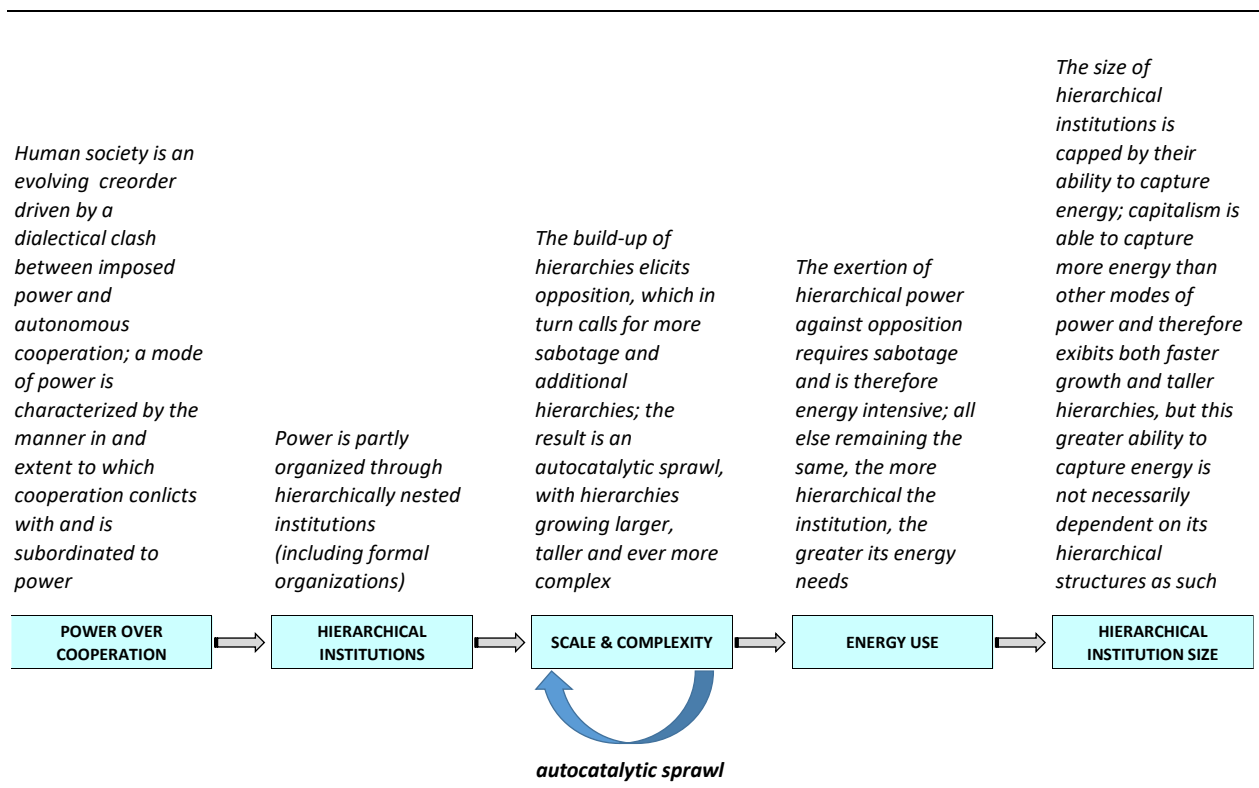 Human society is an
evolving creorder
driven by a
dialectical clash
between imposed
power and
autonomous
cooperation; a mode
of power is
characterized by the
manner in and
extent to which
cooperation conlicts
with and is
subordinated to
power
Power is partly
organized through
hierarchically nested
institutions
(including formal
organizations)
The build-up of
hierarchies elicits
opposition, which in
turn calls for more
sabotage and
additional
hierarchies; the
result is an
autocatalytic sprawl,
with hierarchies
growing larger,
taller and ever more
complex
The exertion of
hierarchical power
against opposition
requires sabotage
and is therefore
energy intensive; all
else remaining the
same, the more
hierarchical the
institution, the
greater its energy
needs
The size of
hierarchical
institutions is
capped by their
ability to capture
energy; capitalism is
able to capture
more energy than
other modes of
power and therefore
exibits both faster
growth and taller
hierarchies, but this
greater ability to
capture energy is
not necessarily
dependent on its
hierarchical
structures as such
POWER OVER
COOPERATION
HIERARCHICAL
INSTITUTIONS
SCALE & COMPLEXITY
ENERGY USE
HIERARCHICAL
INSTITUTION SIZE
autocatalytic sprawl